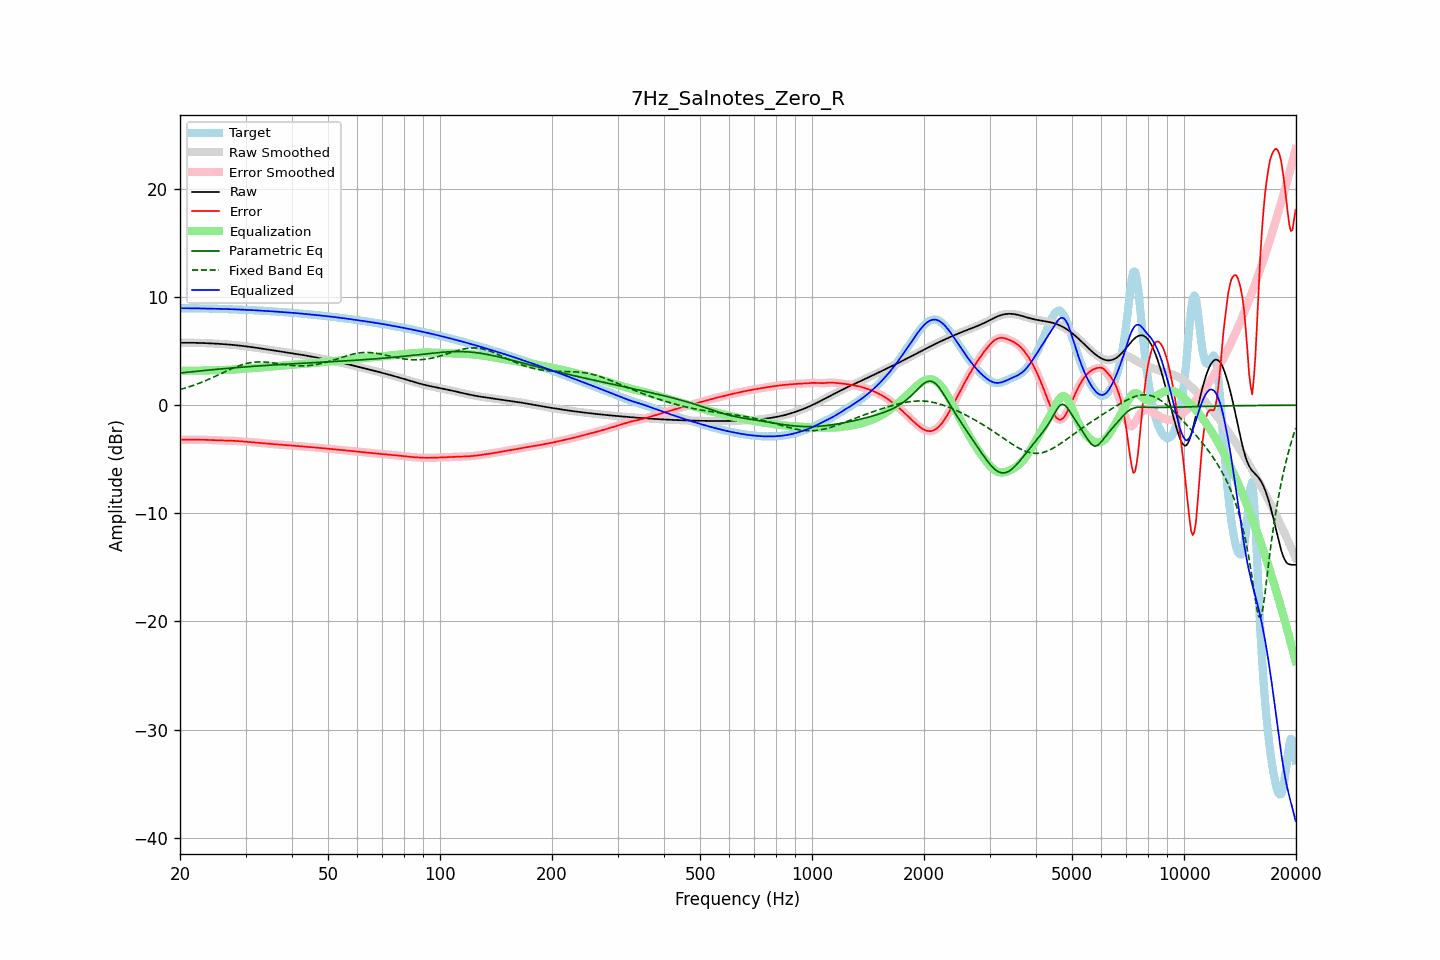 7Hz_Salnotes_Zero_R
Target
Raw Smoothed
Error Smoothed
Raw
Error
Equalization
Parametric Eq
Fixed Band Eq
Equalized
20
10
0
−10
−20
−30
−40
Amplitude (dBr)
20
50
100
200
500
1000
2000
5000
10000
20000
Frequency (Hz)